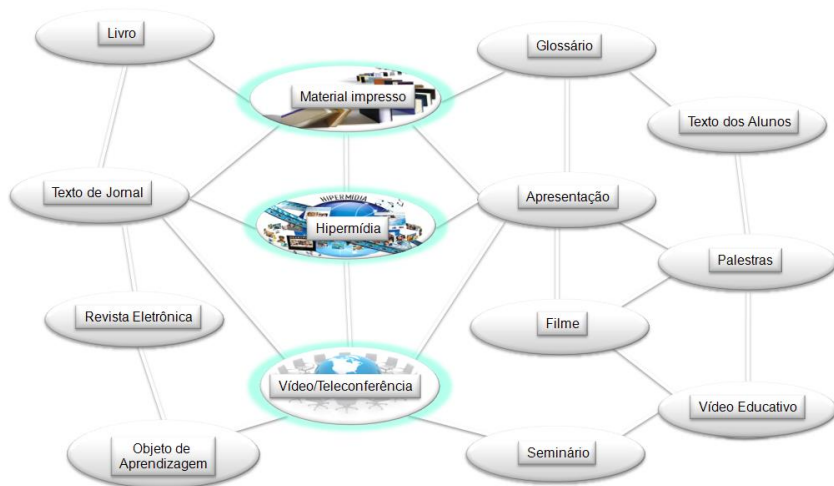 Livro
Glossário
Material impresso
Texto dos Alunos
Texto de Jornal
Apresentação
HIPERMÍDIA
Hipermídia
Palestras
Revista Eletrônica
Filme
Vídeo/Teleconferência
Vídeo Educativo
Objeto de
Aprendizagem
Seminário